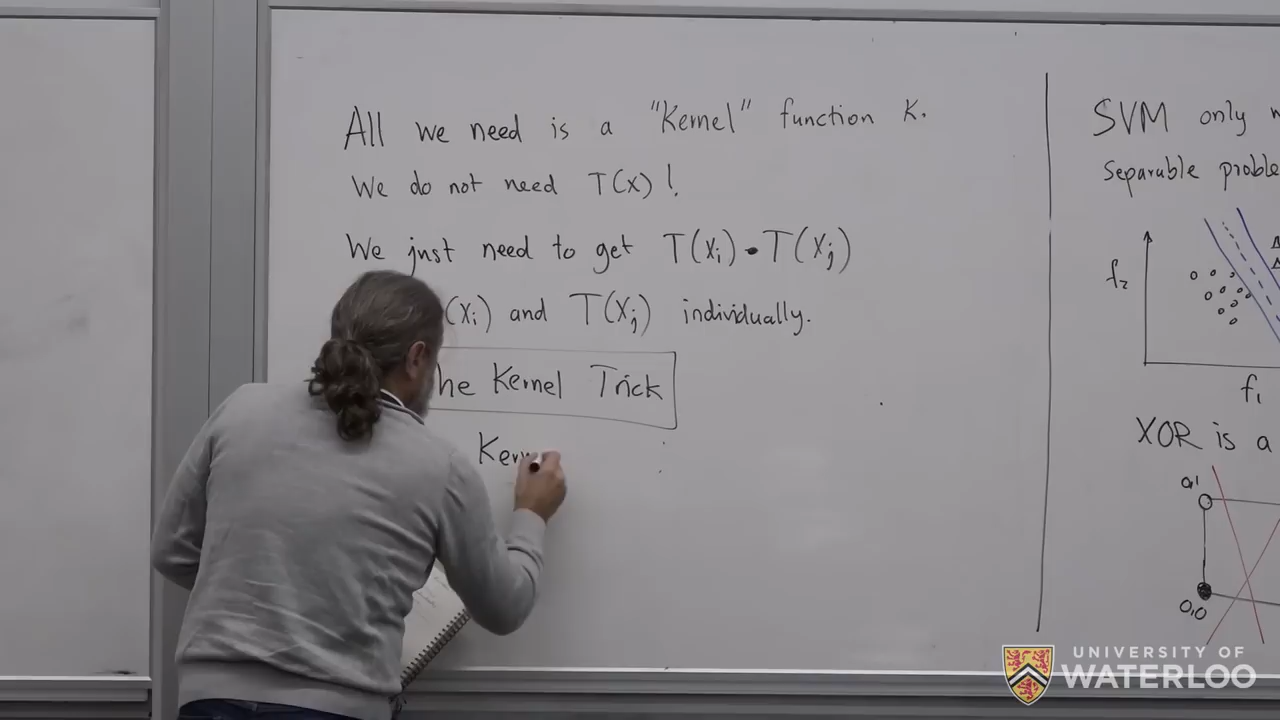 All we need is a "Kernel" function K.
We do not need T(x)!
We just need to get T(xᵢ)•T(xⱼ)
(xᵢ) and T(xⱼ) individually.
he Kernel Trick
Ker
SVM only
Separable proble
f₂
f₁
XOR is a
0,1
0,0
UNIVERSITY OF
WATERLOO